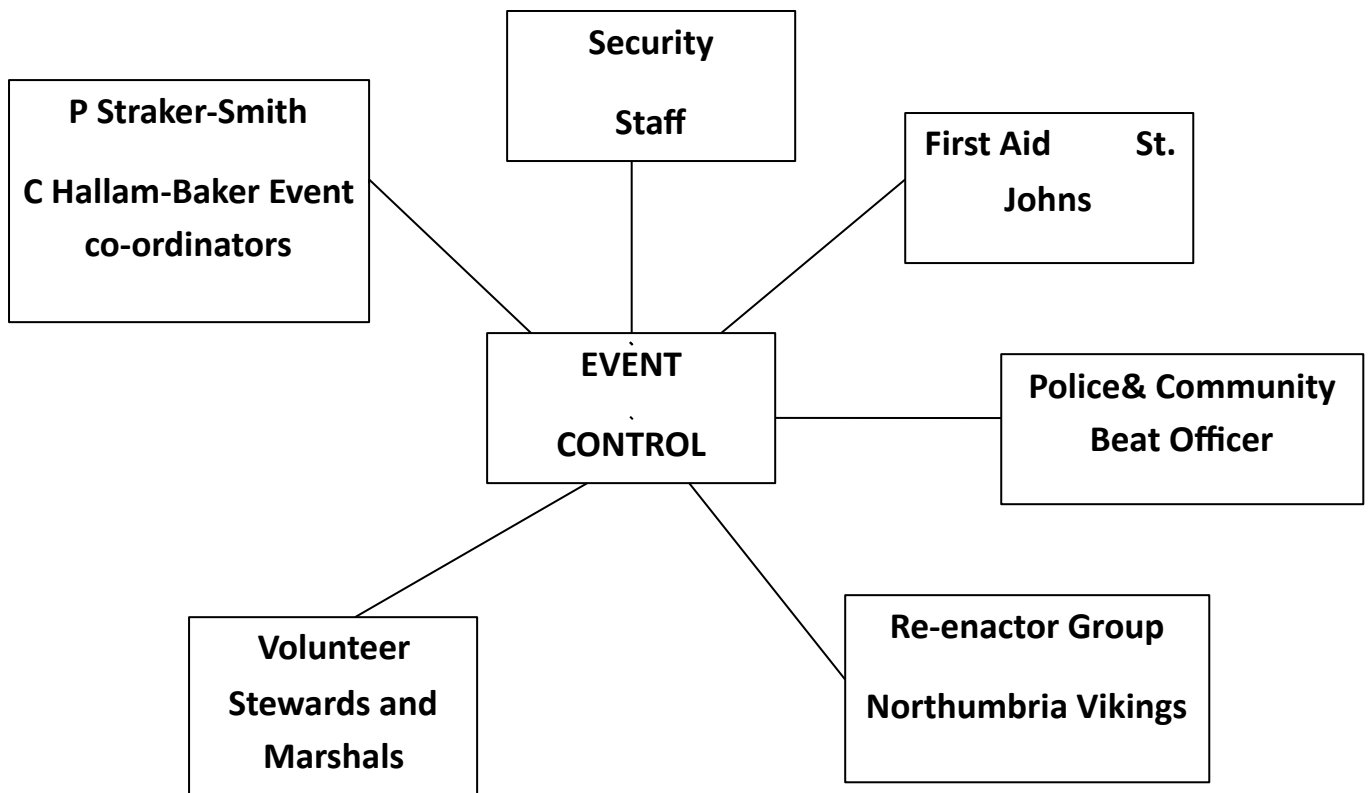 Security
Staff
P Straker-Smith
C Hallam-Baker Event
co-ordinators
First Aid St.
Johns
EVENT
CONTROL
Police& Community
Beat Officer
Volunteer
Stewards and
Marshals
Re-enactor Group
Northumbria Vikings